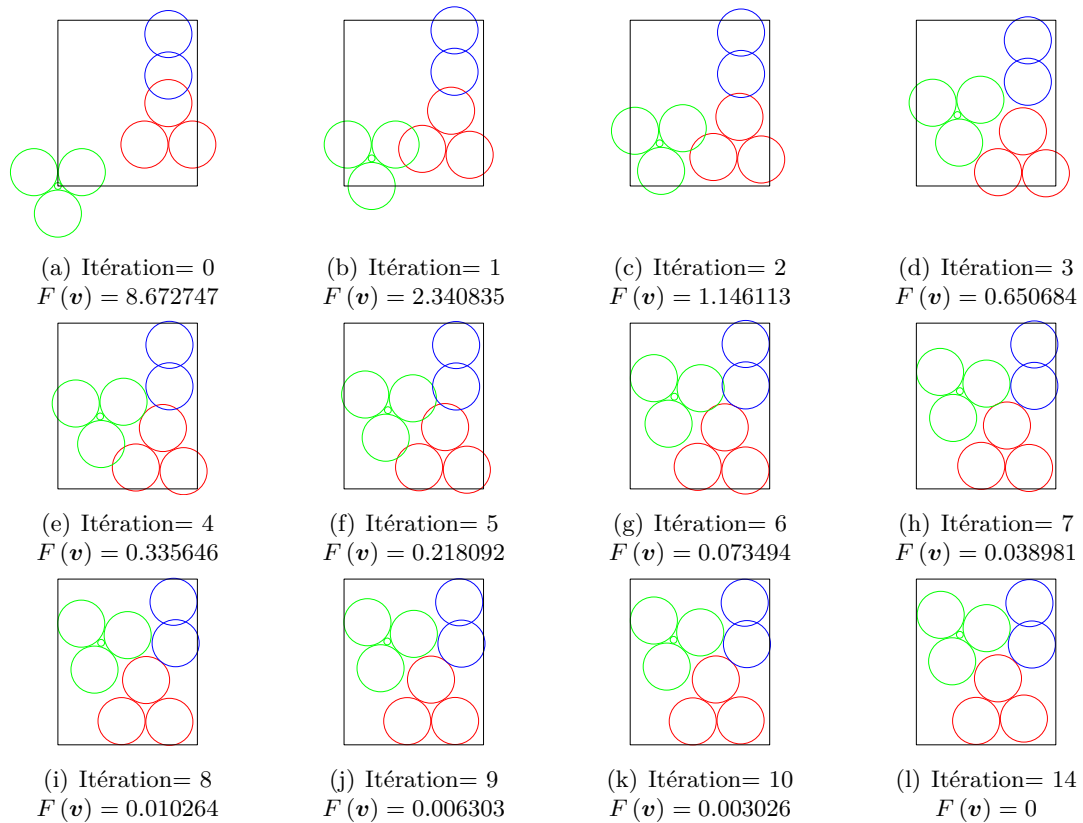 (a) Itération= 0
F (v) = 8.672747
(b) Itération= 1
F (v) = 2.340835
(c) Itération= 2
F (v) = 1.146113
(d) Itération= 3
F (v) = 0.650684
(e) Itération= 4
F (v) = 0.335646
(f) Itération= 5
F (v) = 0.218092
(g) Itération= 6
F (v) = 0.073494
(h) Itération= 7
F (v) = 0.038981
(i) Itération= 8
F (v) = 0.010264
(j) Itération= 9
F (v) = 0.006303
(k) Itération= 10
F (v) = 0.003026
(l) Itération= 14
F (v) = 0